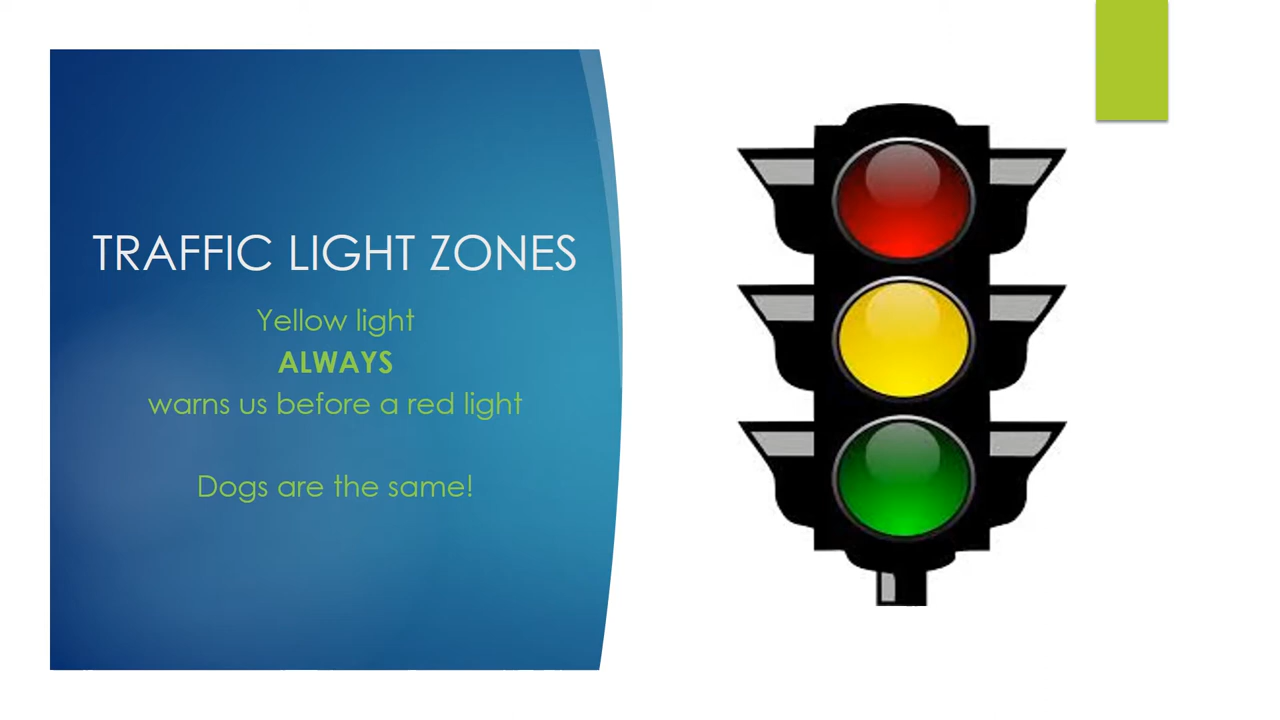 TRAFFIC LIGHT ZONES
Yellow light
ALWAYS
warns us before a red light
Dogs are the same!